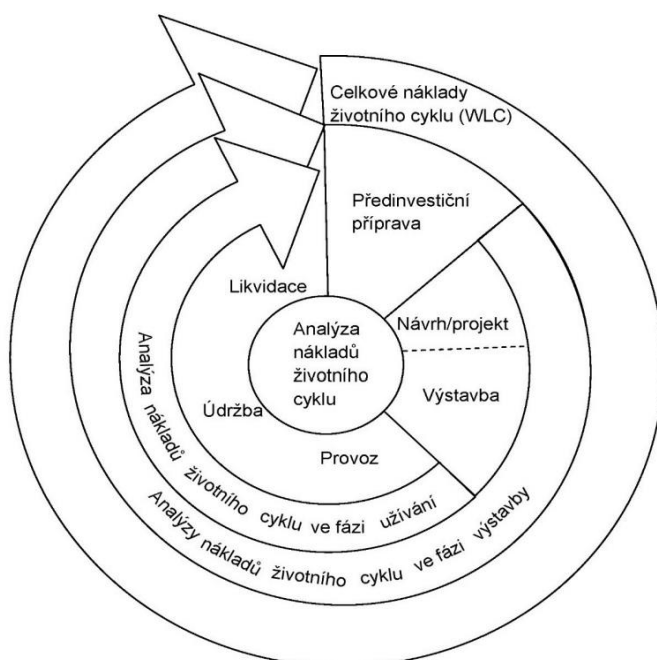 Celkové náklady
životního cyklu (WLC)
Předinvestiční
příprava
Likvidace
Návrh/projekt
Analýza
nákladů
životního
cyklu
Výstavba
Údržba
Provoz
Analýza nákladů životního cyklu ve fázi užívání
Analýzy nákladů životního cyklu ve fázi výstavby